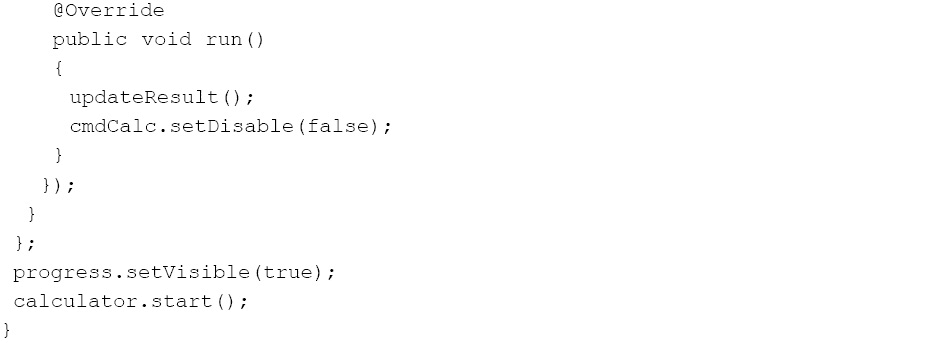 @Override
public void run()
{
updateResult();
cmdCalc.setDisable(false);
}
});
}
};
progress.setVisible(true);
calculator.start();
}